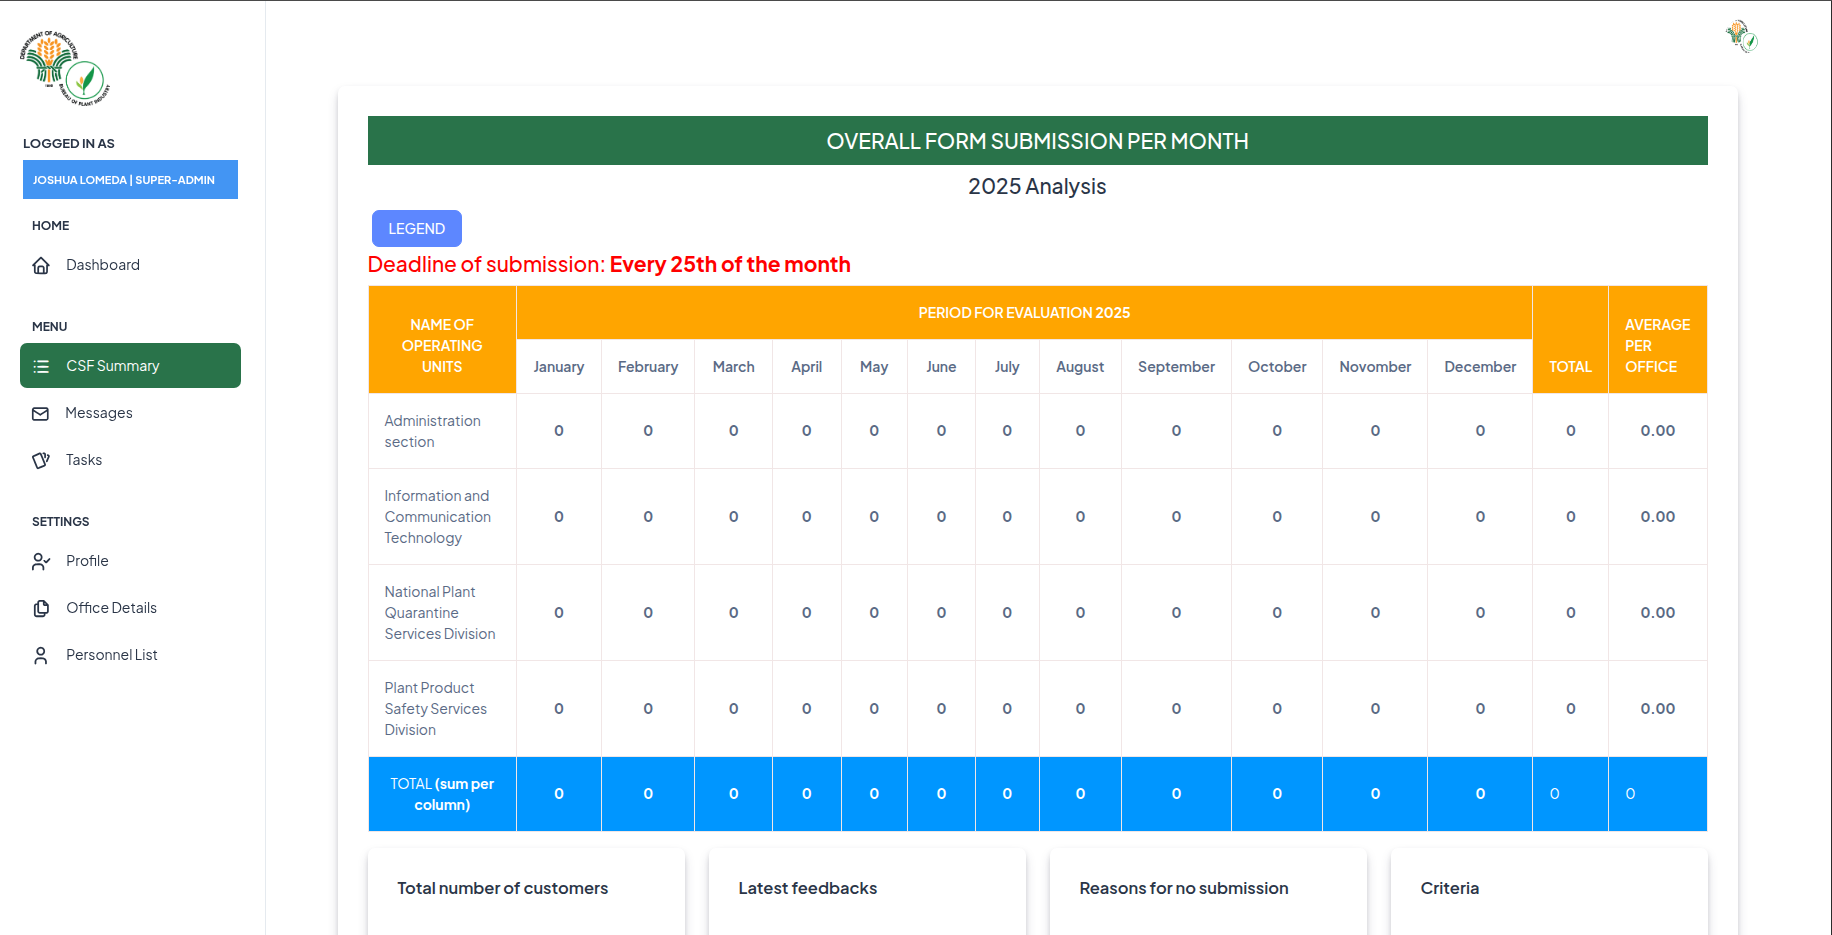 DEPARTMENT OF AGRICULTURE
BUREAU OF PLANT INDUSTRY
LOGGED IN AS
JOSHUA LOMEDA | SUPER-ADMIN
HOME
Dashboard
MENU
CSF Summary
Messages
Tasks
SETTINGS
Profile
Office Details
Personnel List
OVERALL FORM SUBMISSION PER MONTH
2025 Analysis
LEGEND
Deadline of submission: Every 25th of the month
NAME OF
OPERATING
UNITS
PERIOD FOR EVALUATION 2025
TOTAL
AVERAGE
PER
OFFICE
January February March April May June July August September October November December
Administration
section
0 0 0 0 0 0 0 0 0 0 0 0 0 0.00
Information and
Communication
Technology
0 0 0 0 0 0 0 0 0 0 0 0 0 0.00
National Plant
Quarantine
Services Division
0 0 0 0 0 0 0 0 0 0 0 0 0 0.00
Plant Product
Safety Services
Division
0 0 0 0 0 0 0 0 0 0 0 0 0 0.00
TOTAL (sum per
column)
0 0 0 0 0 0 0 0 0 0 0 0 0 0
Total number of customers
Latest feedbacks
Reasons for no submission
Criteria